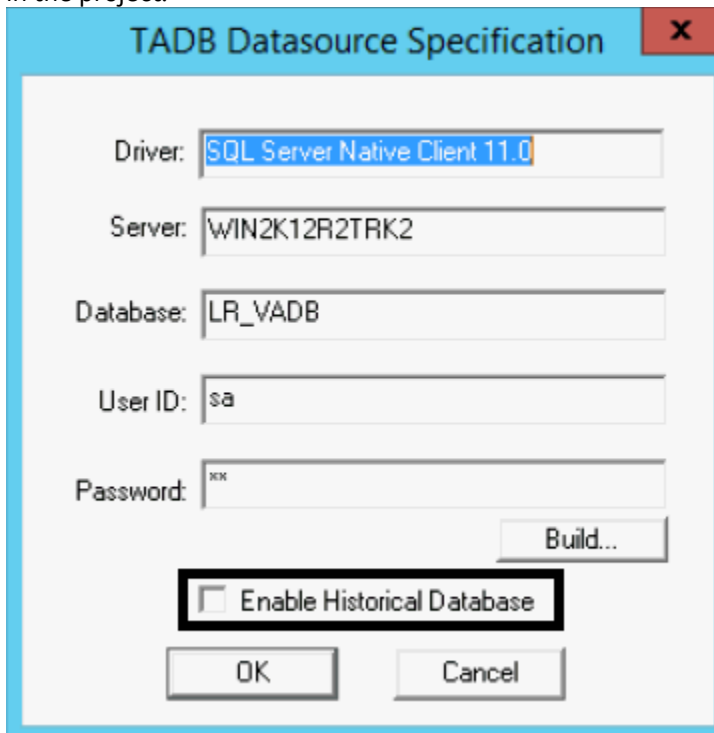 in the project.
TADB Datasource Specification
x
Driver: SQL Server Native Client 11.0
Server: WIN2K12R2TRK2
Database: LR_VADB
User ID: sa
Password: **
Build...
Enable Historical Database
OK Cancel